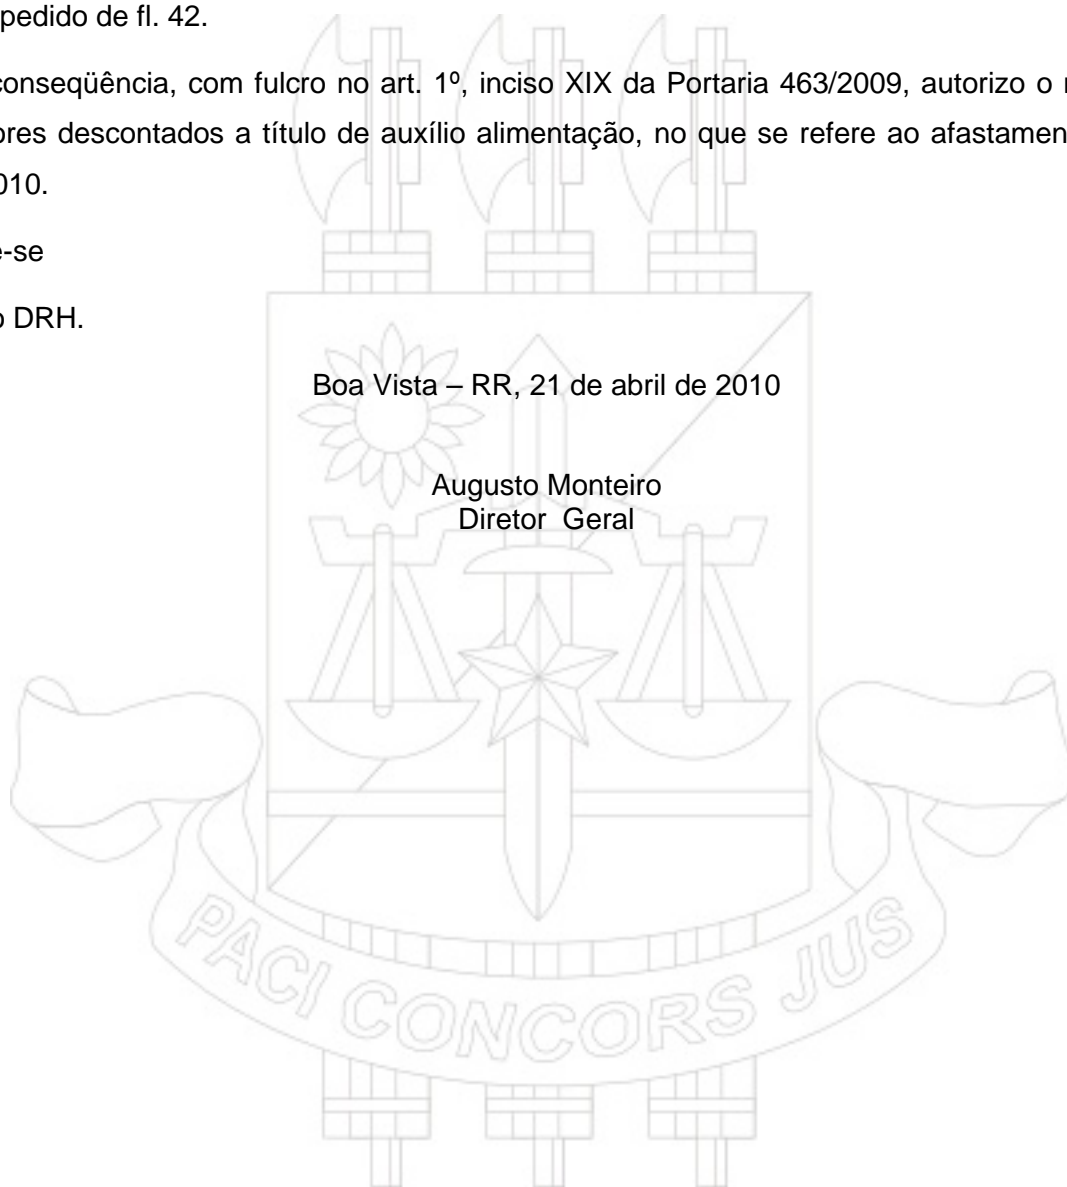 pedido de fl. 42.
conseqüência, com fulcro no art. 1º, inciso XIX da Portaria 463/2009, autorizo o
ores descontados a título de auxílio alimentação, no que se refere ao afastamen
010.
e-se
o DRH.
Boa Vista – RR, 21 de abril de 2010
Augusto Monteiro
Diretor Geral
PACI CONCORS JUS